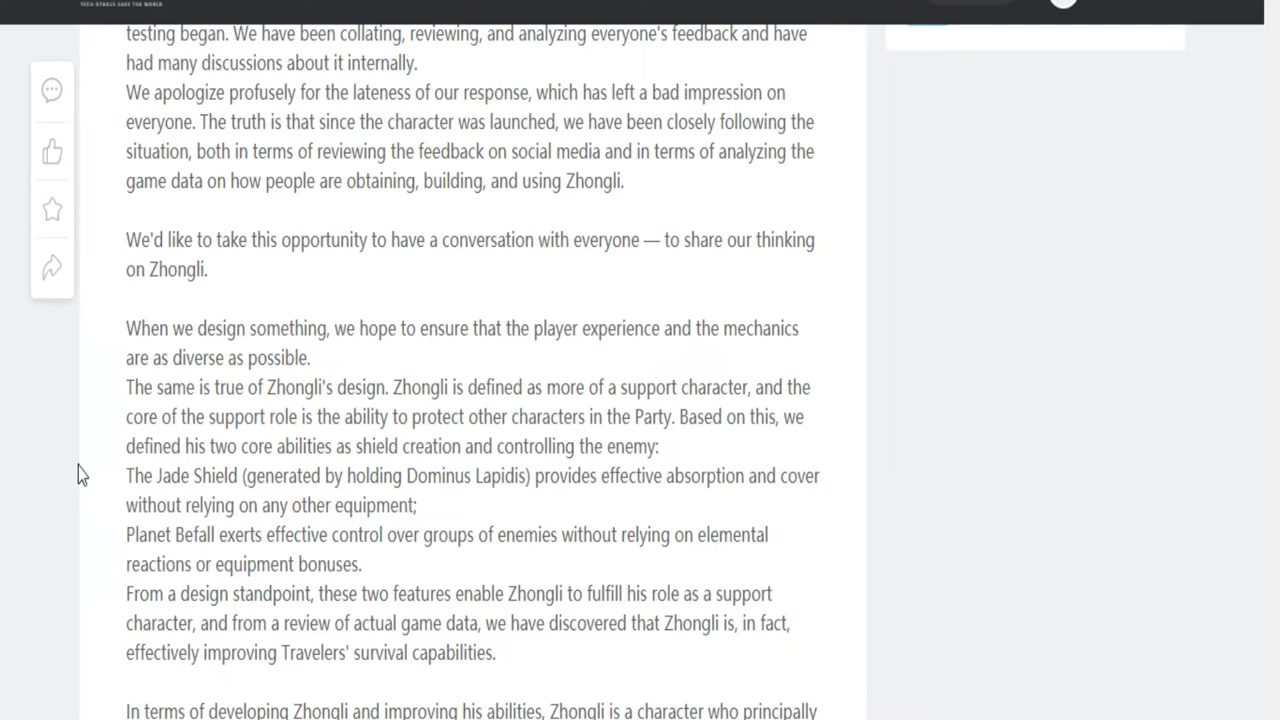 TECH OTAKUS SAVE THE WORLD
testing began. We have been collating, reviewing, and analyzing everyone's feedback and have
had many discussions about it internally.
We apologize profusely for the lateness of our response, which has left a bad impression on
everyone. The truth is that since the character was launched, we have been closely following the
situation, both in terms of reviewing the feedback on social media and in terms of analyzing the
game data on how people are obtaining, building, and using Zhongli.
We'd like to take this opportunity to have a conversation with everyone — to share our thinking
on Zhongli.
When we design something, we hope to ensure that the player experience and the mechanics
are as diverse as possible.
The same is true of Zhongli's design. Zhongli is defined as more of a support character, and the
core of the support role is the ability to protect other characters in the Party. Based on this, we
defined his two core abilities as shield creation and controlling the enemy:
The Jade Shield (generated by holding Dominus Lapidis) provides effective absorption and cover
without relying on any other equipment;
Planet Befall exerts effective control over groups of enemies without relying on elemental
reactions or equipment bonuses.
From a design standpoint, these two features enable Zhongli to fulfill his role as a support
character, and from a review of actual game data, we have discovered that Zhongli is, in fact,
effectively improving Travelers' survival capabilities.
In terms of developing Zhongli and improving his abilities, Zhongli is a character who principally